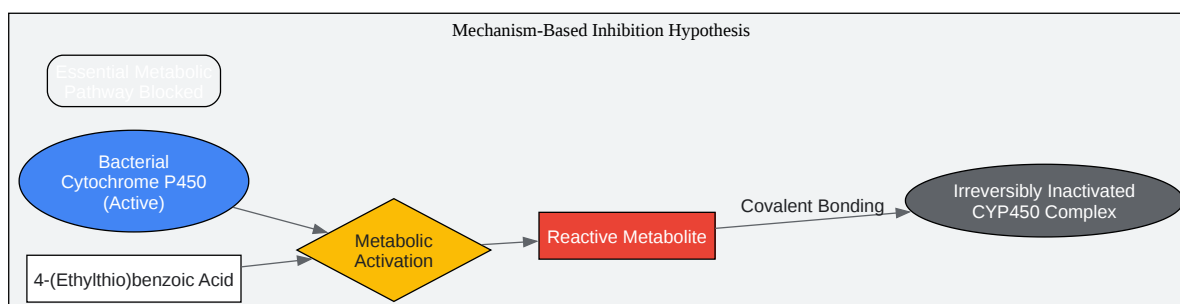 Mechanism-Based Inhibition Hypothesis
Essential Metabolic
Pathway Blocked
Bacterial
Cytochrome P450
(Active)
4-(Ethylthio)benzoic Acid
Metabolic
Activation
Reactive Metabolite
Covalent Bonding
Irreversibly Inactivated
CYP450 Complex